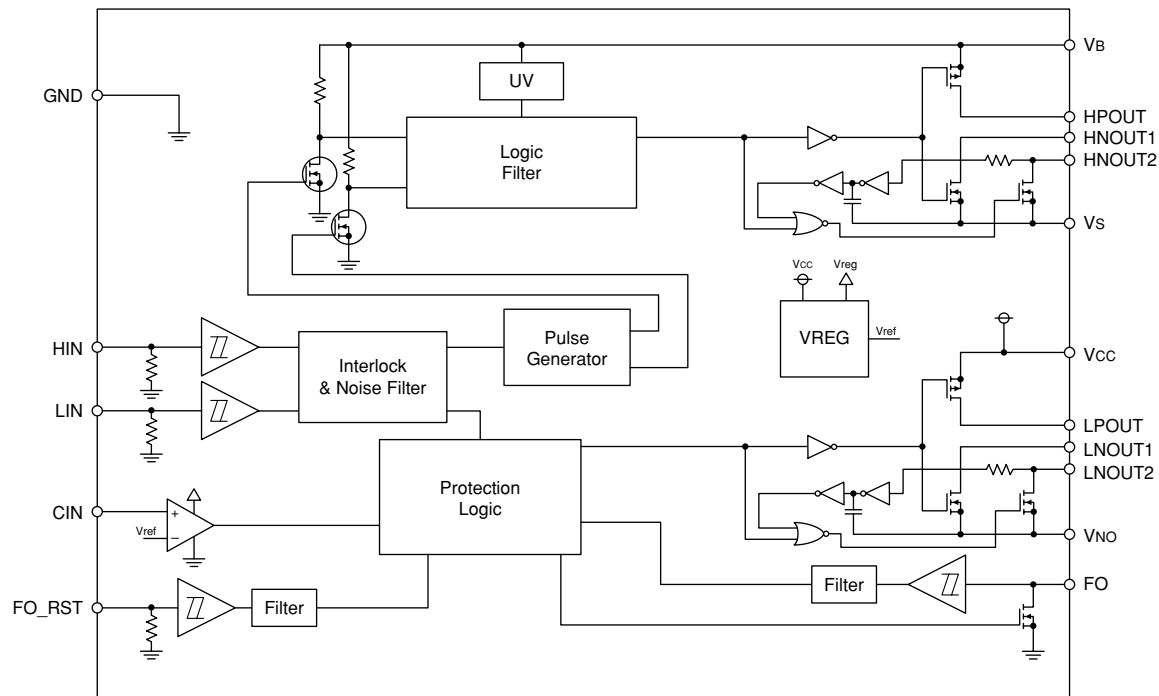 VB
UV
GND
HPOUT
HNOUT1
Logic
Filter
HNOUT2
VS
VCC
Vreg
VREG
Vref
Pulse
Generator
HIN
Interlock
& Noise Filter
VCC
LIN
LPOUT
LNOUT1
LNOUT2
Protection
Logic
CIN
Vref
+
−
VNO
Filter
FO
FO_RST
Filter